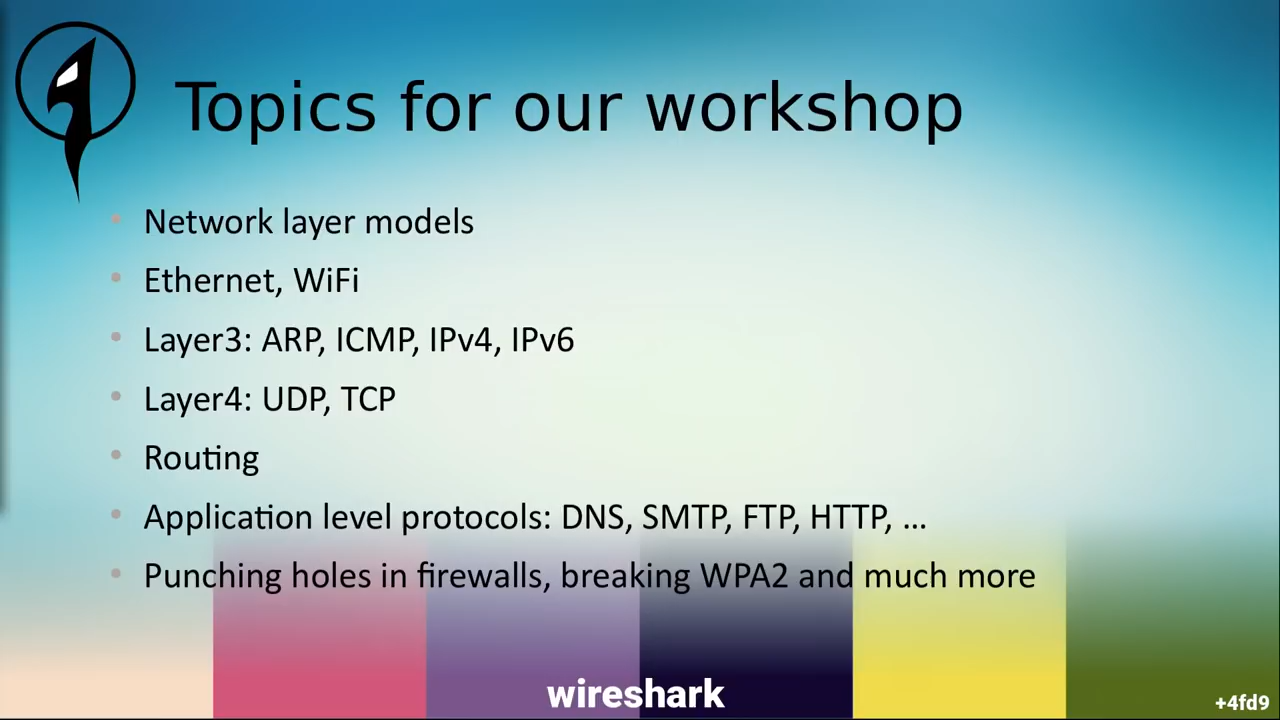 Topics for our workshop
Network layer models
Ethernet, WiFi
Layer3: ARP, ICMP, IPv4, IPv6
Layer4: UDP, TCP
Routing
Application level protocols: DNS, SMTP, FTP, HTTP, ...
Punching holes in firewalls, breaking WPA2 and much more
wireshark
+4fd9